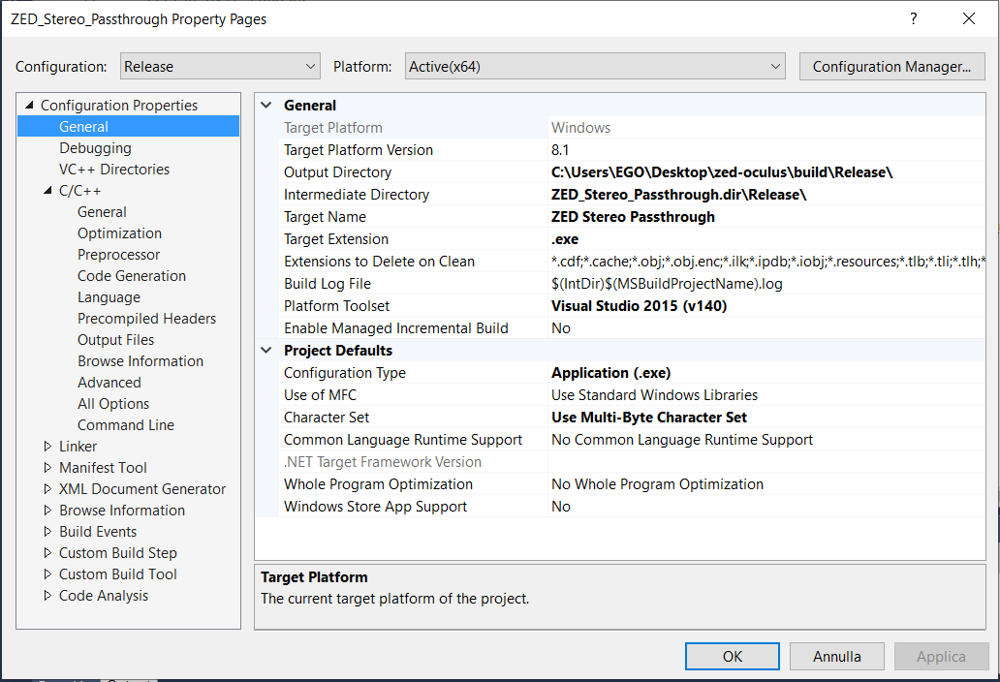 ZED_Stereo_Passthrough Property Pages
?
Configuration: Release Platform: Active(x64) Configuration Manager...
Configuration Properties
General
Debugging
VC++ Directories
C/C++
General
Optimization
Preprocessor
Code Generation
Language
Precompiled Headers
Output Files
Browse Information
Advanced
All Options
Command Line
Linker
Manifest Tool
XML Document Generator
Browse Information
Build Events
Custom Build Step
Custom Build Tool
Code Analysis
General
Target Platform Windows
Target Platform Version 8.1
Output Directory C:\Users\EGO\Desktop\zed-oculus\build\Release\
Intermediate Directory ZED_Stereo_Passthrough.dir\Release\
Target Name ZED Stereo Passthrough
Target Extension .exe
Extensions to Delete on Clean *.cdf;*.cache;*.obj;*.obj.enc;*.ilk;*.ipdb;*.iobj;*.resources;*.tlb;*.tli;*.tlh;*
Build Log File $(IntDir)$(MSBuildProjectName).log
Platform Toolset Visual Studio 2015 (v140)
Enable Managed Incremental Build No
Project Defaults
Configuration Type Application (.exe)
Use of MFC Use Standard Windows Libraries
Character Set Use Multi-Byte Character Set
Common Language Runtime Support No Common Language Runtime Support
.NET Target Framework Version
Whole Program Optimization No Whole Program Optimization
Windows Store App Support No
Target Platform
The current target platform of the project.
OK Annulla Applica